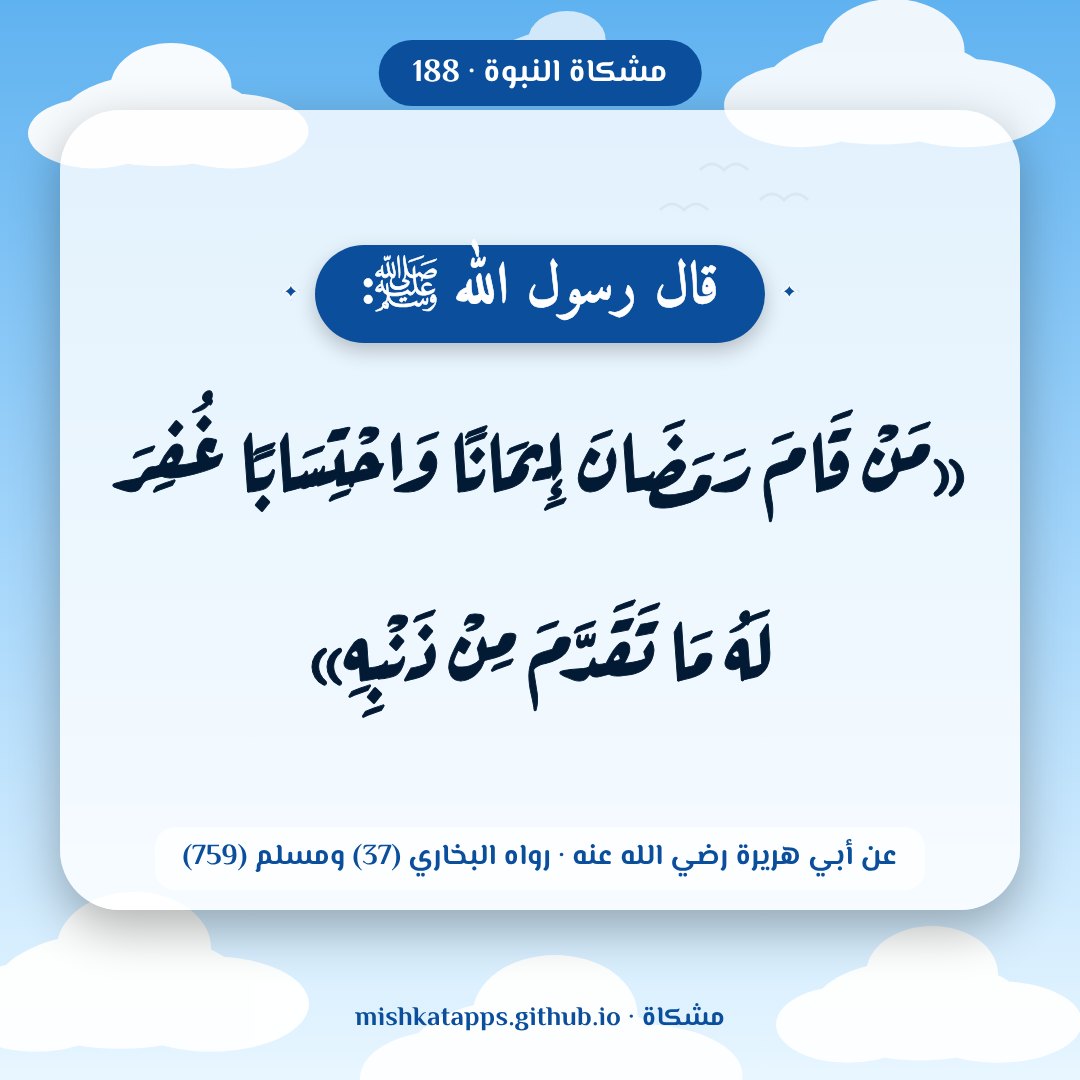 مشكاة النبوة · 188
قال رسول الله ﷺ:
«مَنْ قَامَ رَمَضَانَ إِيمَانًا وَاحْتِسَابًا غُفِرَ
لَهُ مَا تَقَدَّمَ مِنْ ذَنْبِهِ»
عن أبي هريرة رضي الله عنه · رواه البخاري (37) ومسلم (759)
مشكاة · mishkatapps.github.io